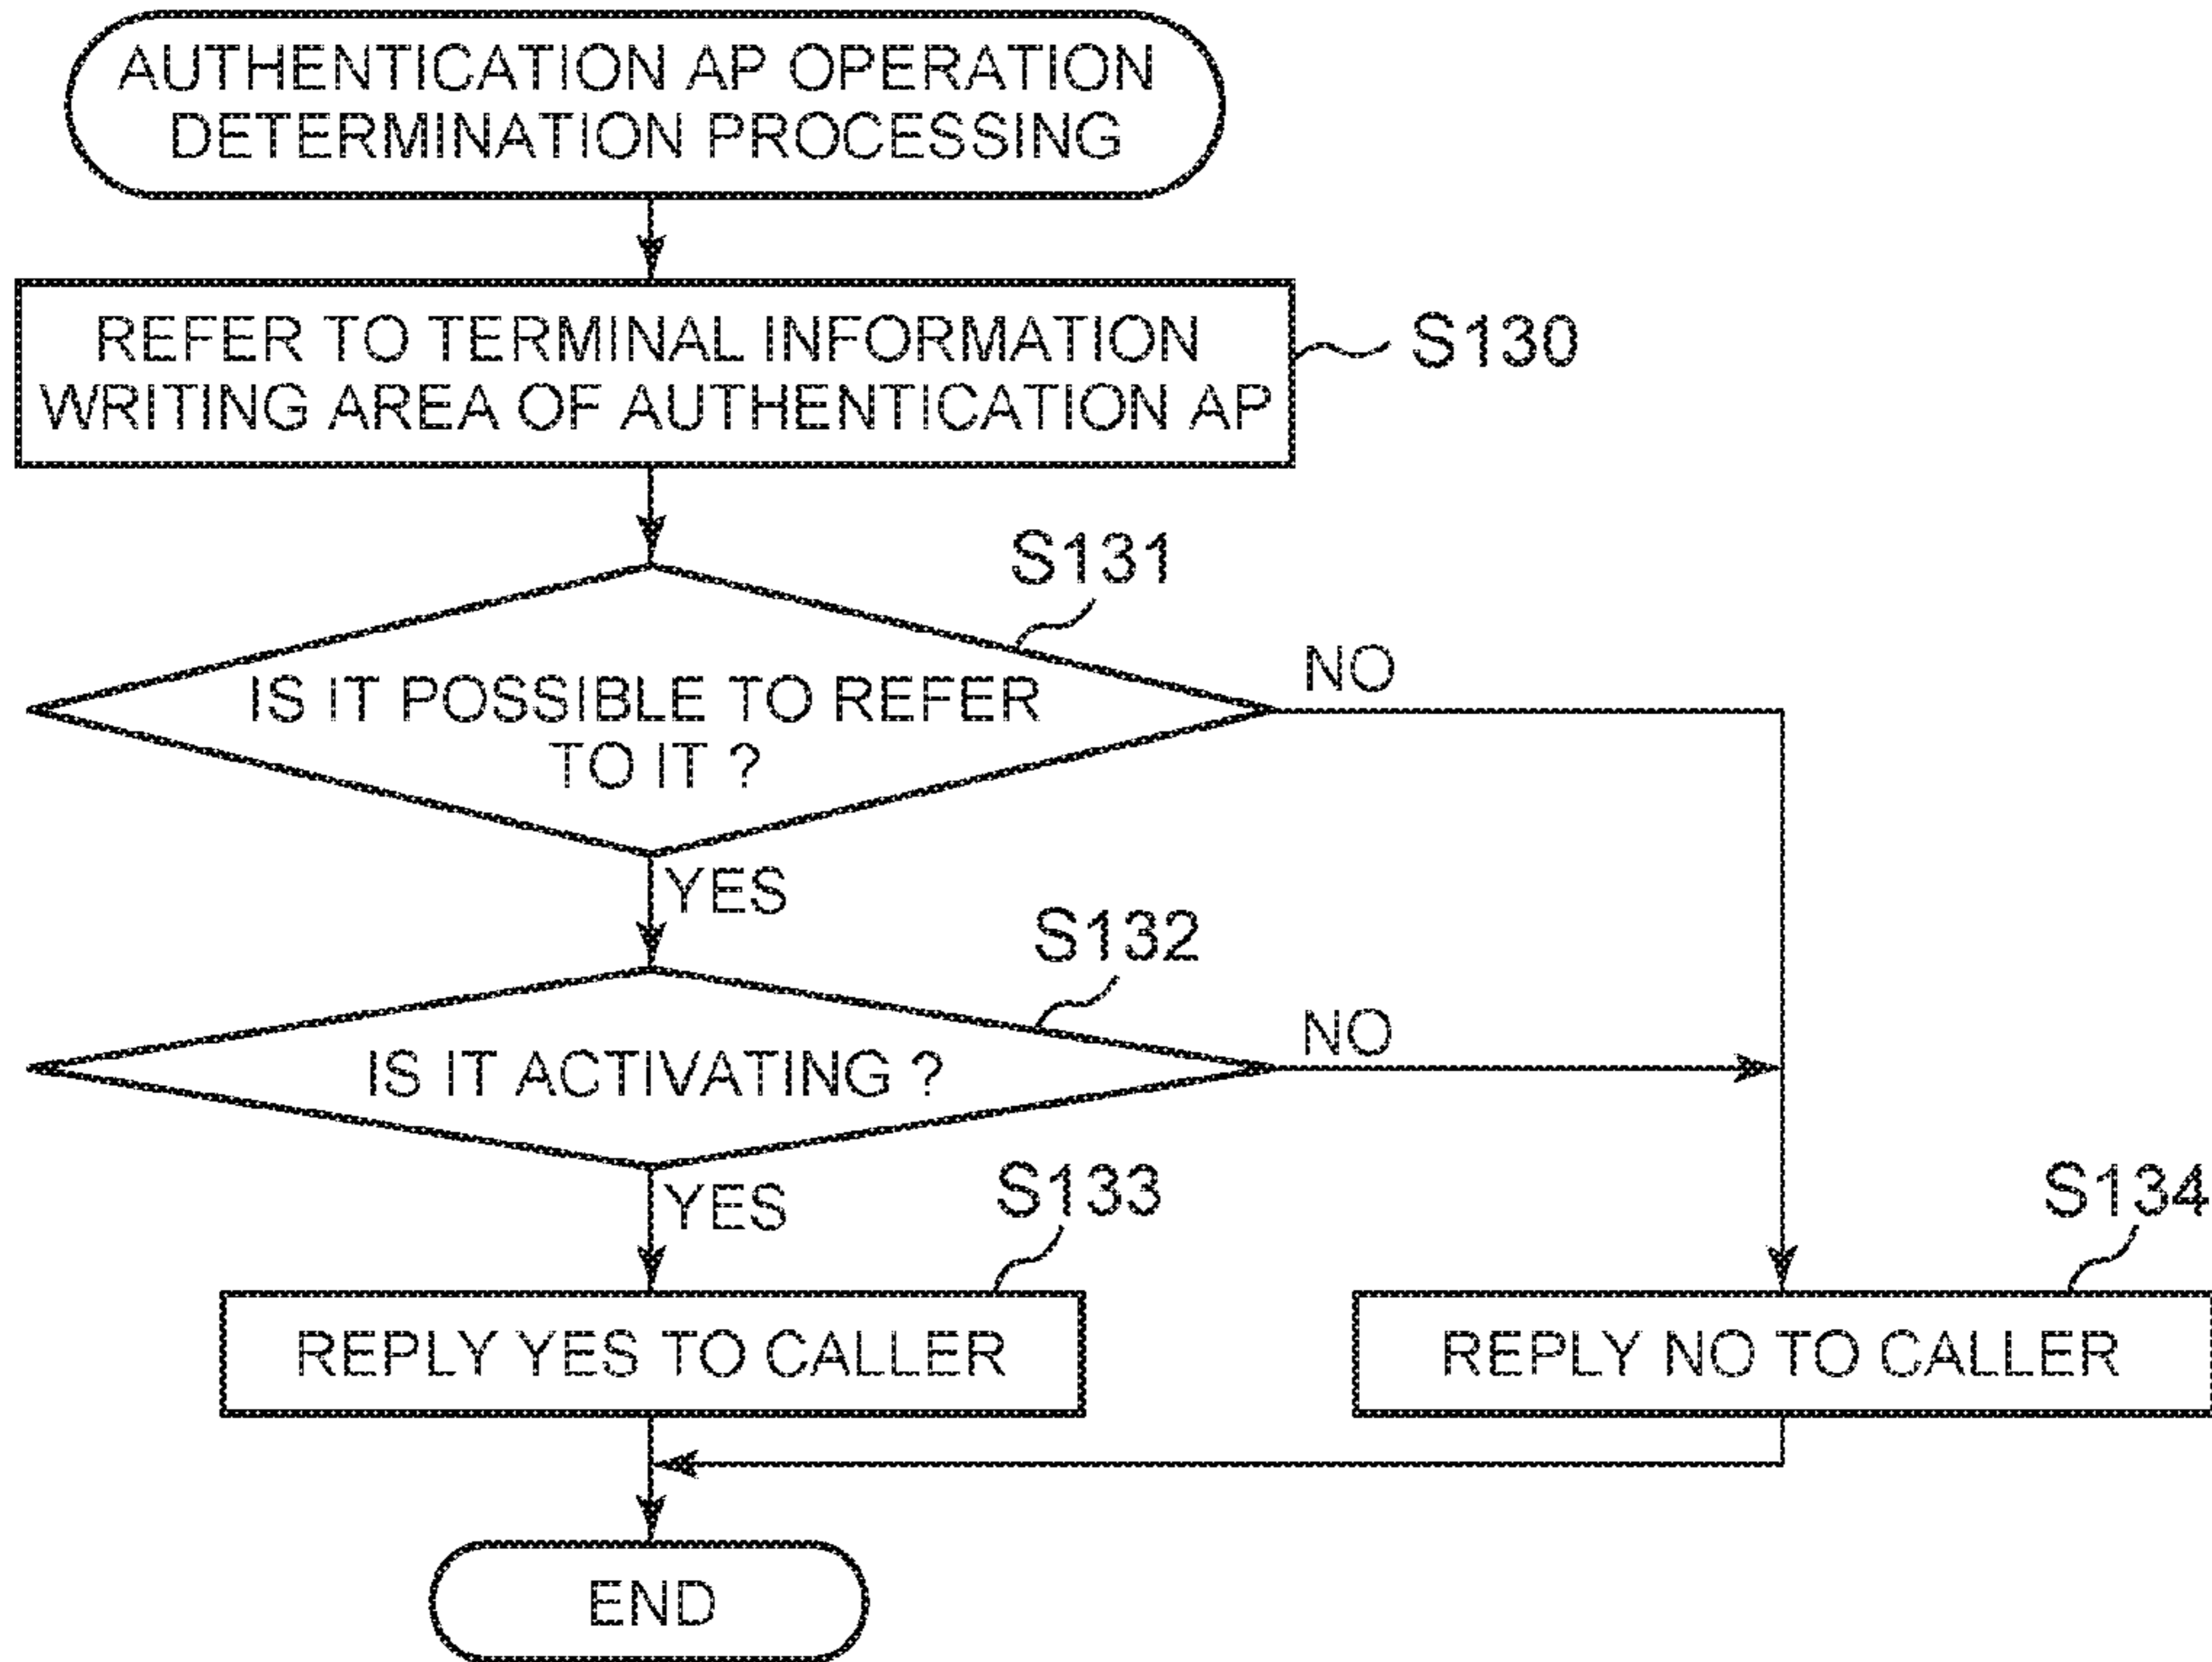 AUTHENTICATION AP OPERATION
DETERMINATION PROCESSING
REFER TO TERMINAL INFORMATION
WRITING AREA OF AUTHENTICATION AP
S130
S131
IS IT POSSIBLE TO REFER
TO IT ?
NO
YES
S132
IS IT ACTIVATING ?
NO
YES
S133
S134
REPLY YES TO CALLER
REPLY NO TO CALLER
END